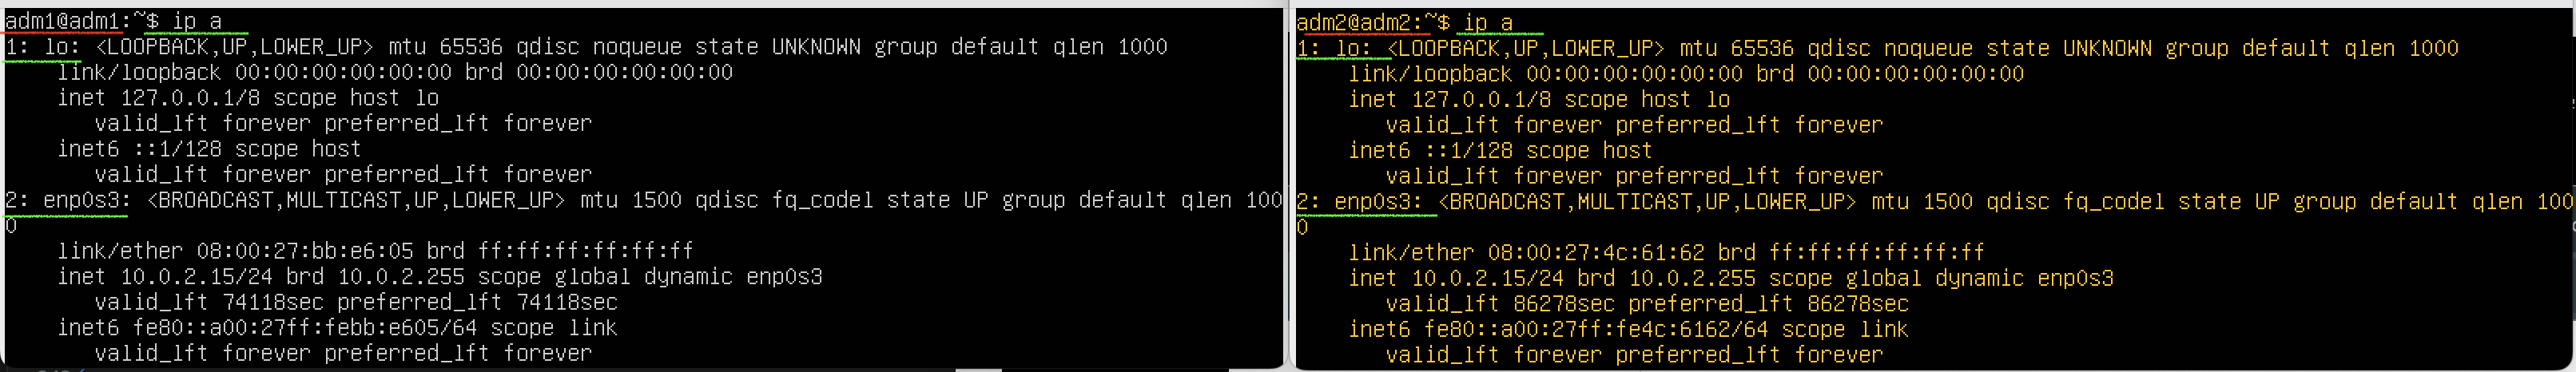 adm1@adm1:~$ ip a
1: lo: <LOOPBACK,UP,LOWER_UP> mtu 65536 qdisc noqueue state UNKNOWN group default qlen 1000
    link/loopback 00:00:00:00:00:00 brd 00:00:00:00:00:00
    inet 127.0.0.1/8 scope host lo
       valid_lft forever preferred_lft forever
    inet6 ::1/128 scope host
       valid_lft forever preferred_lft forever
2: enp0s3: <BROADCAST,MULTICAST,UP,LOWER_UP> mtu 1500 qdisc fq_codel state UP group default qlen 100
0
    link/ether 08:00:27:bb:e6:05 brd ff:ff:ff:ff:ff:ff
    inet 10.0.2.15/24 brd 10.0.2.255 scope global dynamic enp0s3
       valid_lft 74118sec preferred_lft 74118sec
    inet6 fe80::a00:27ff:febb:e605/64 scope link
       valid_lft forever preferred_lft forever
adm2@adm2:~$ ip a
1: lo: <LOOPBACK,UP,LOWER_UP> mtu 65536 qdisc noqueue state UNKNOWN group default qlen 1000
    link/loopback 00:00:00:00:00:00 brd 00:00:00:00:00:00
    inet 127.0.0.1/8 scope host lo
       valid_lft forever preferred_lft forever
    inet6 ::1/128 scope host
       valid_lft forever preferred_lft forever
2: enp0s3: <BROADCAST,MULTICAST,UP,LOWER_UP> mtu 1500 qdisc fq_codel state UP group default qlen 100
0
    link/ether 08:00:27:4c:61:62 brd ff:ff:ff:ff:ff:ff
    inet 10.0.2.15/24 brd 10.0.2.255 scope global dynamic enp0s3
       valid_lft 86278sec preferred_lft 86278sec
    inet6 fe80::a00:27ff:fe4c:6162/64 scope link
       valid_lft forever preferred_lft forever